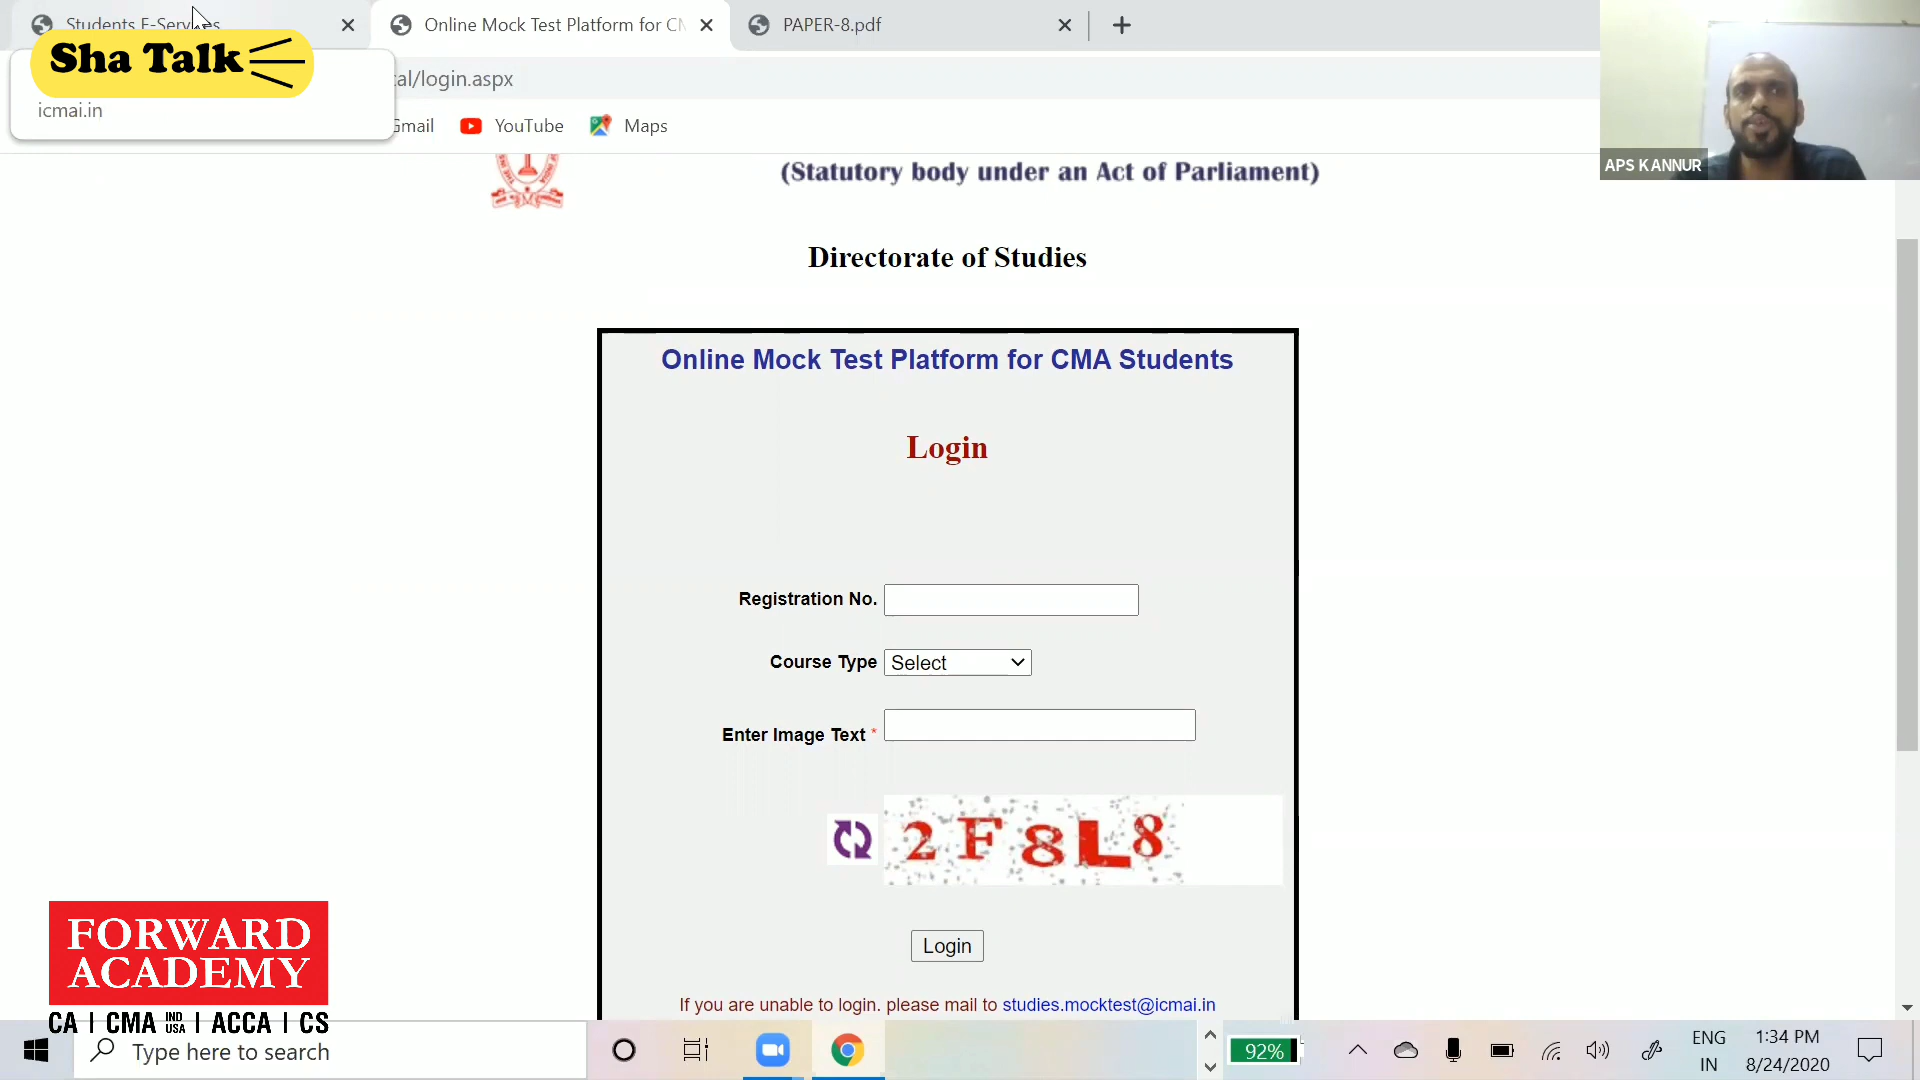 Students E-Services
Online Mock Test Platform for CM
PAPER-8.pdf
Sha Talk
cal/login.aspx
icmai.in
Gmail
YouTube
Maps
APS KANNUR
(Statutory body under an Act of Parliament)
Directorate of Studies
Online Mock Test Platform for CMA Students
Login
Registration No.
Course Type
Select
Enter Image Text *
2F8L8
Login
If you are unable to login. please mail to studies.mocktest@icmai.in
FORWARD
ACADEMY
CA | CMA IND USA | ACCA | CS
Type here to search
92%
ENG
IN
1:34 PM
8/24/2020